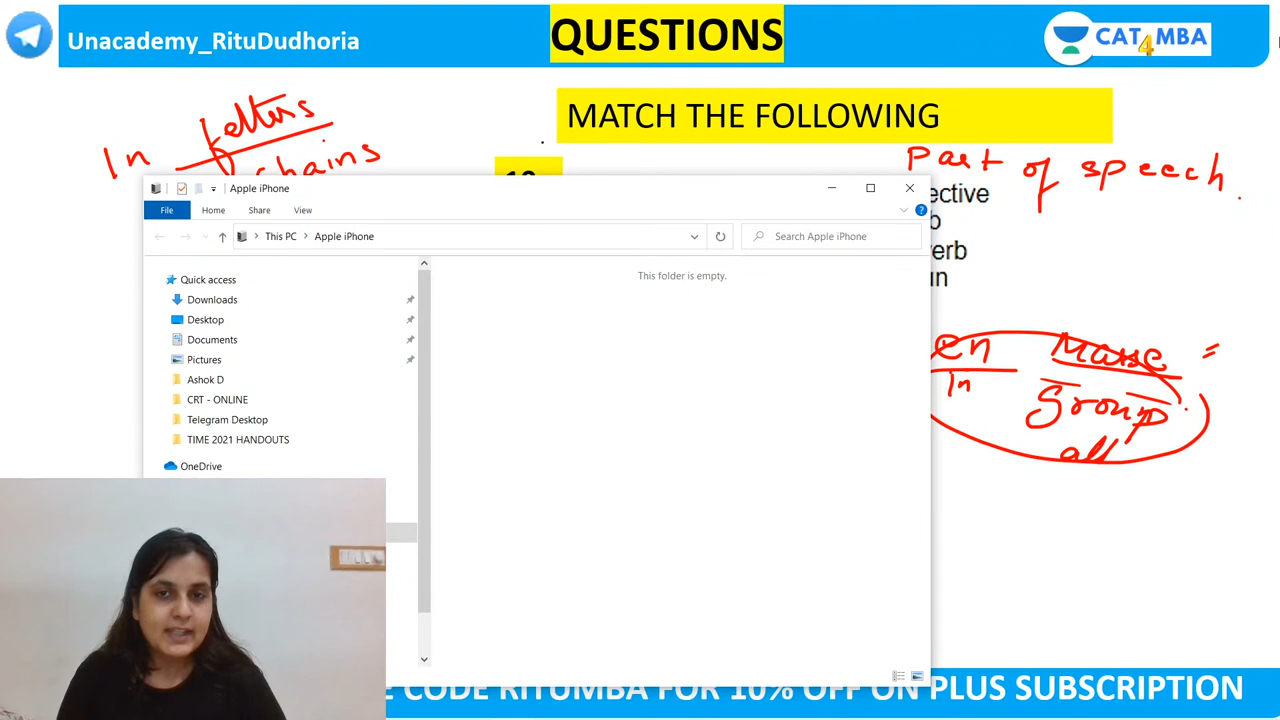 Unacademy_RituDudhoria
QUESTIONS
CAT4MBA
MATCH THE FOLLOWING
In fetters
chains
Part of speech.
ective
b
erb
un
Apple iPhone
File Home Share View
This PC > Apple iPhone
Search Apple iPhone
This folder is empty.
Quick access
Downloads
Desktop
Documents
Pictures
Ashok D
CRT - ONLINE
Telegram Desktop
TIME 2021 HANDOUTS
OneDrive
en Masse =
In Group
all
E CODE RITUMBA FOR 10% OFF ON PLUS SUBSCRIPTION